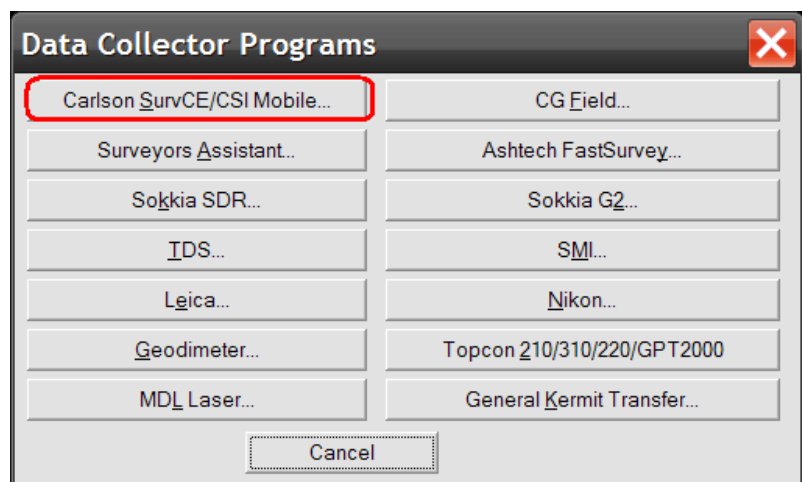 Data Collector Programs
Carlson SurvCE/CSI Mobile...
CG Field...
Surveyors Assistant...
Ashtech FastSurvey...
Sokkia SDR...
Sokkia G2...
TDS...
SMI...
Leica...
Nikon...
Geodimeter...
Topcon 210/310/220/GPT2000
MDL Laser...
General Kermit Transfer...
Cancel